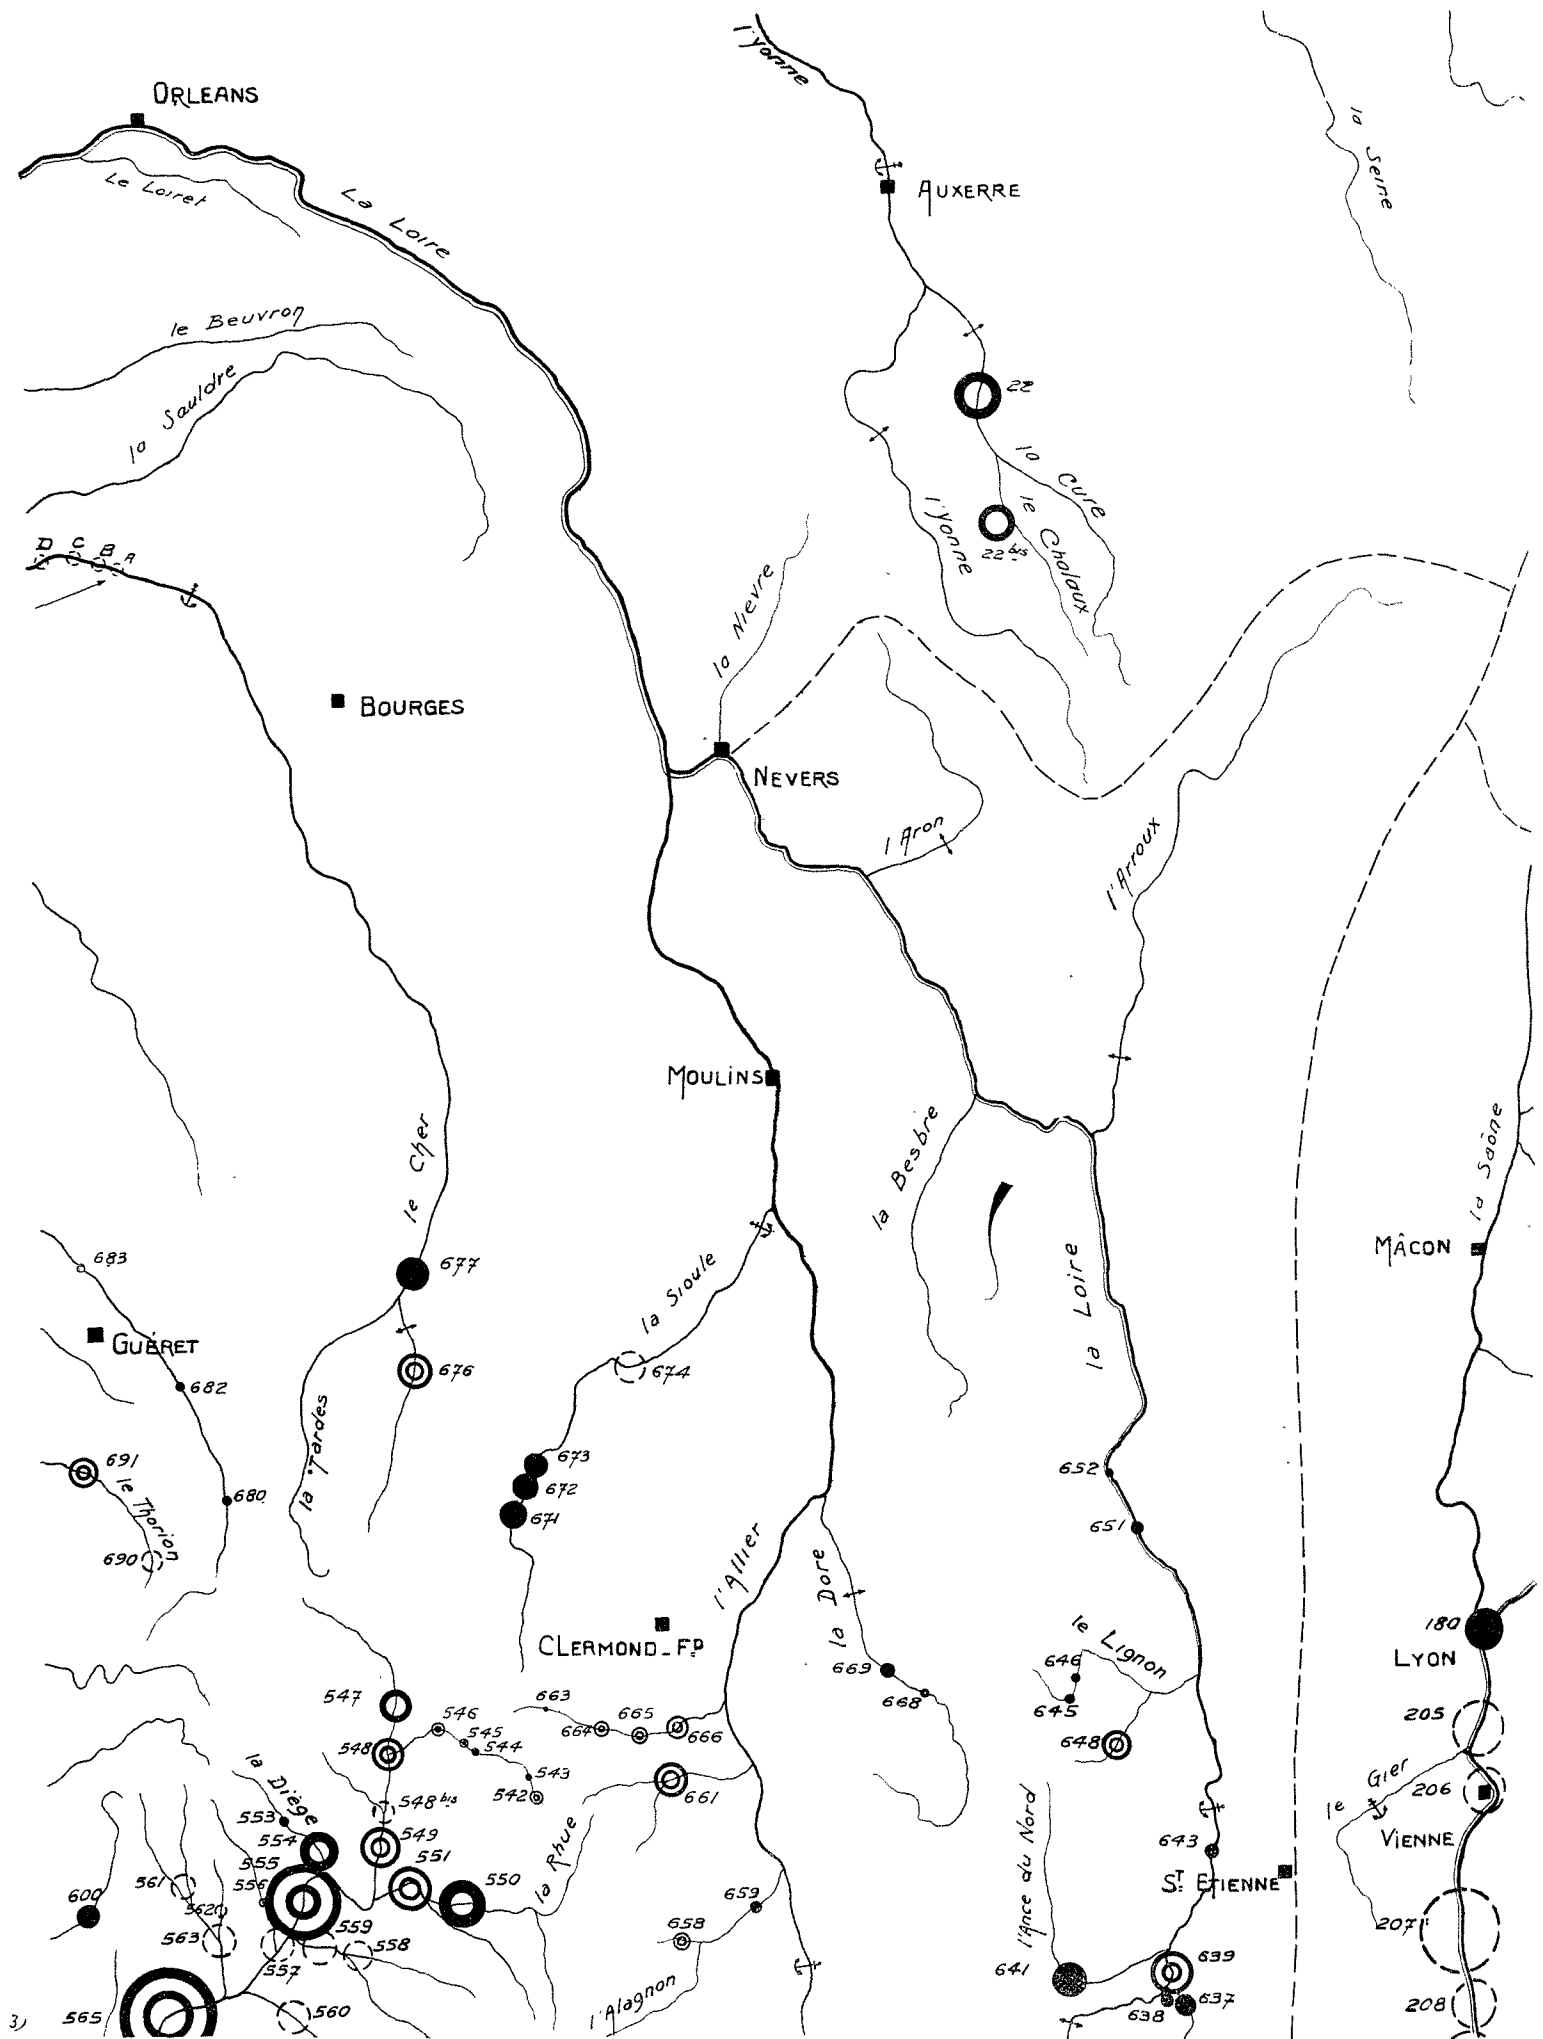 l'Yonne
ORLEANS
la Seine
Le Loiret
AUXERRE
La Loire
le Beuvron
la Sauldre
22
la Cure
le Chalaux
l'Yonne
22 bis
D C B A
la Nievre
BOURGES
NEVERS
l'Aron
l'Arroux
MOULINS
la Besbre
la Saône
le Cher
MÂCON
683
677
la Sioule
la Loire
GUÉRET
682
676
674
la Tardes
673
652
691
672
le Thorion
680
671
651
690
l'Allier
la Dore
CLERMOND-FD
le Lignon
180
LYON
669
646
547
663
668
645
546
664
665
666
205
545
548
544
648
543
661
la Diège
548 bis
542
le Gier
206
553
554
549
l'Ance du Nord
643
VIENNE
555
551
550
la Rhue
ST ETIENNE
561
556
600
562
659
207
563
559
658
557
558
639
641
565
560
l'Alagnon
638
637
208
3)